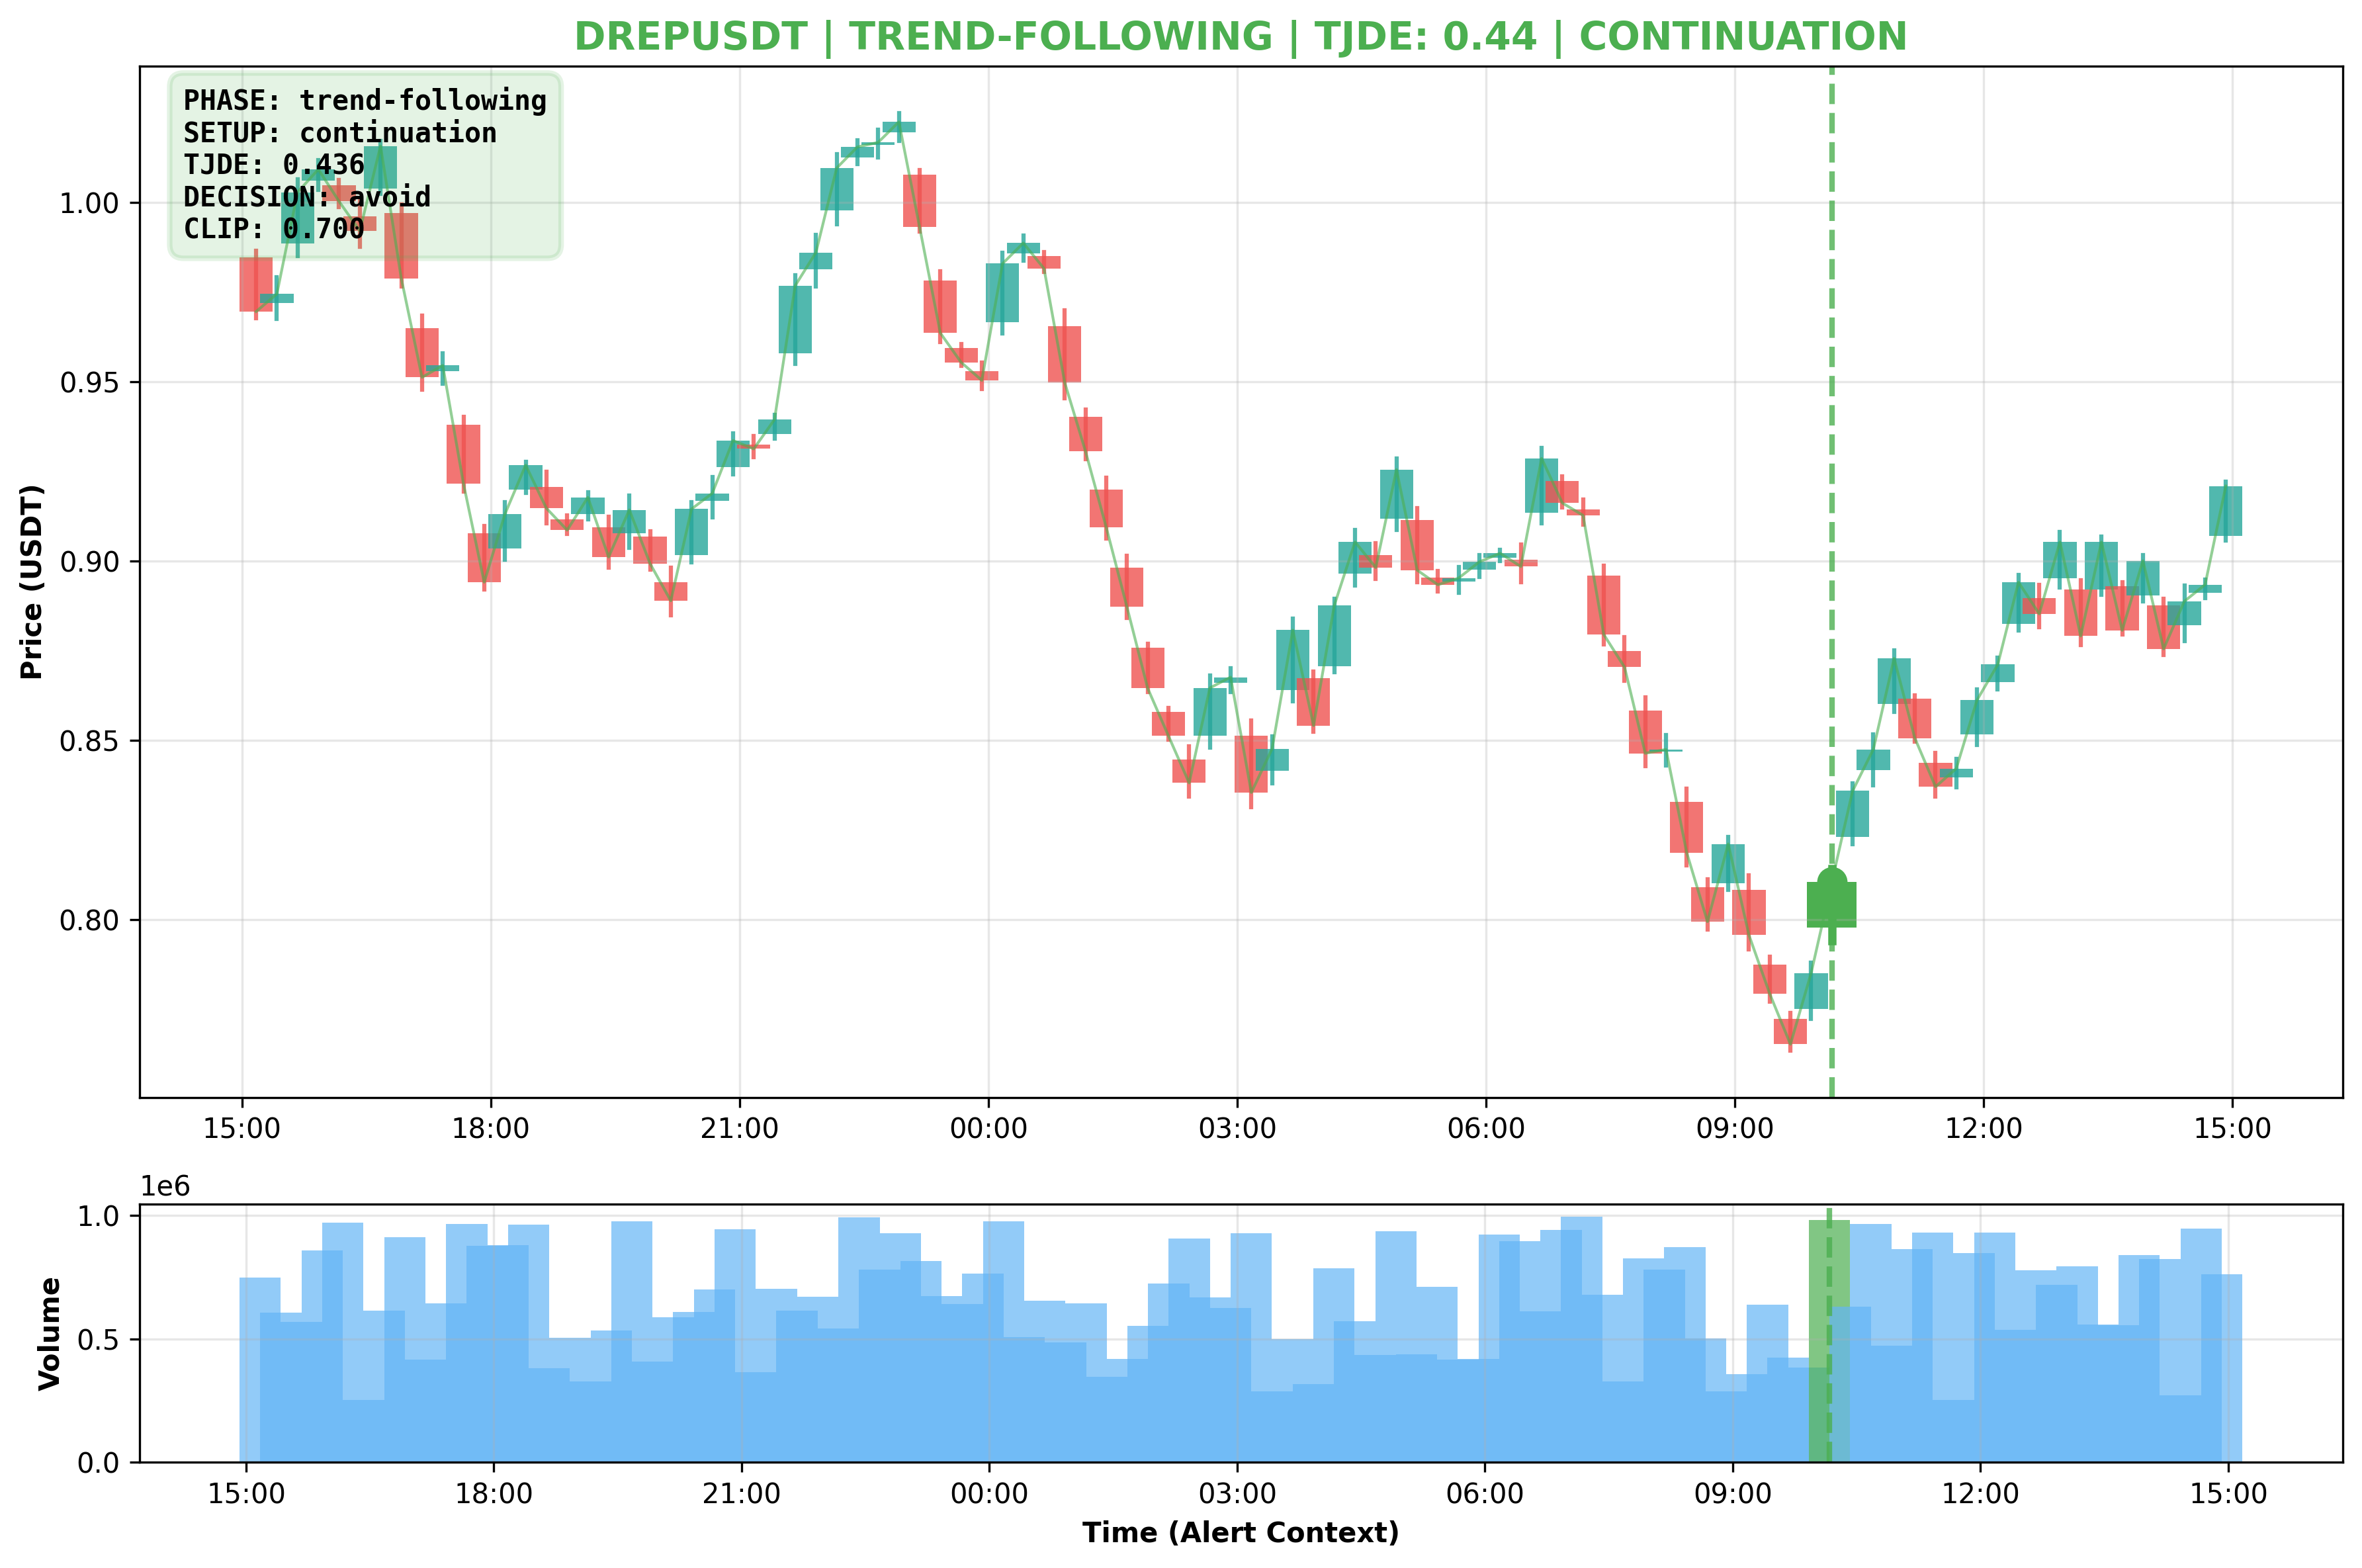 DREPUSDT | TREND-FOLLOWING | TJDE: 0.44 | CONTINUATION
PHASE: trend-following
SETUP: continuation
TJDE: 0.436
DECISION: avoid
CLIP: 0.700
Price (USDT)
1.00
0.95
0.90
0.85
0.80
15:00 18:00 21:00 00:00 03:00 06:00 09:00 12:00 15:00
1e6
Volume
1.0
0.5
0.0
15:00 18:00 21:00 00:00 03:00 06:00 09:00 12:00 15:00
Time (Alert Context)